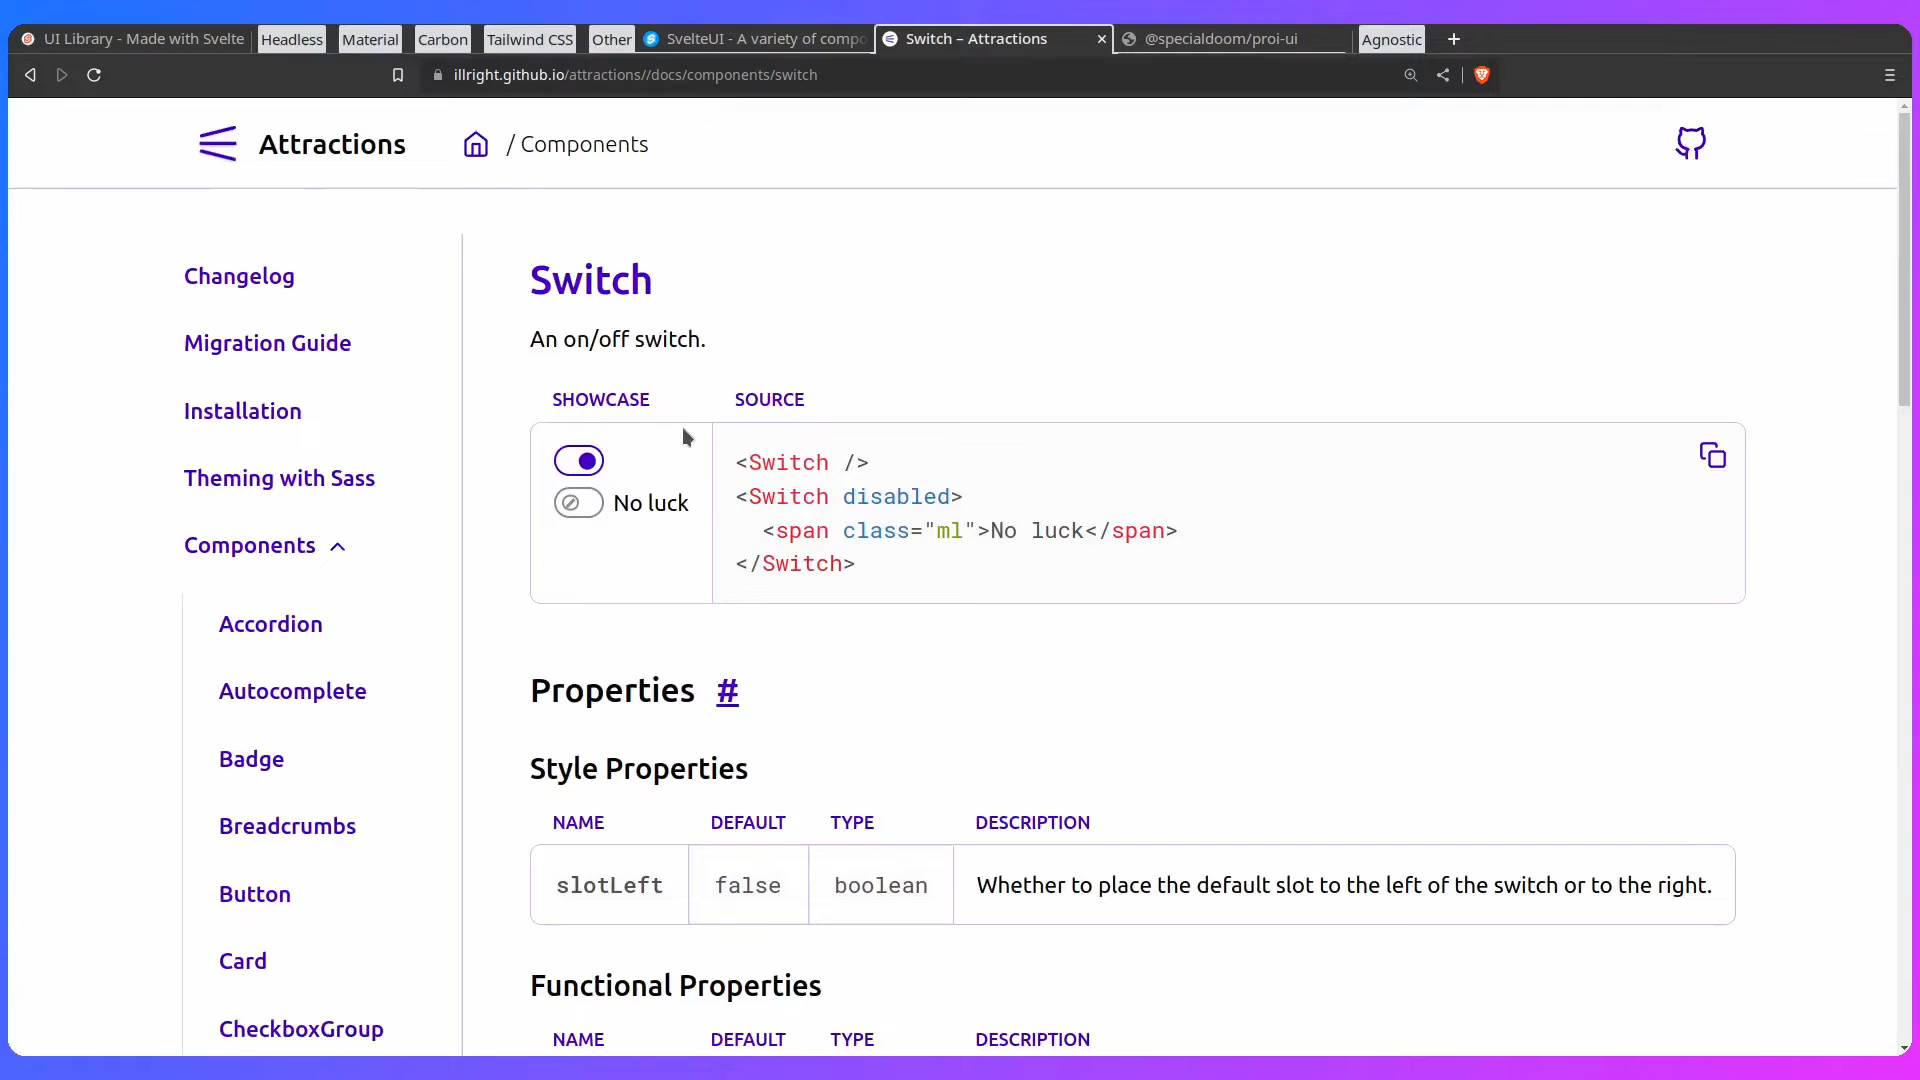 UI Library - Made with Svelte
Headless
Material
Carbon
Tailwind CSS
Other
SvelteUI - A variety of compo
Switch – Attractions
@specialdoom/proi-ui
Agnostic
illright.github.io/attractions//docs/components/switch
Attractions
/ Components
Changelog
Migration Guide
Installation
Theming with Sass
Components
Accordion
Autocomplete
Badge
Breadcrumbs
Button
Card
CheckboxGroup
Switch
An on/off switch.
SHOWCASE SOURCE
No luck
<Switch />
<Switch disabled>
<span class="ml">No luck</span>
</Switch>
Properties #
Style Properties
NAME DEFAULT TYPE DESCRIPTION
slotLeft false boolean Whether to place the default slot to the left of the switch or to the right.
Functional Properties
NAME DEFAULT TYPE DESCRIPTION